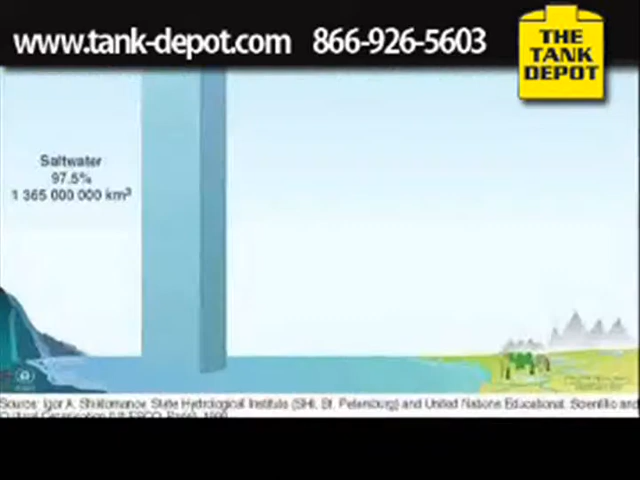 www.tank-depot.com 866-926-5603
THE
TANK
DEPOT
Saltwater
97.5%
1 365 000 000 km³
Source: Igor A. State Hydrological Institute (SHI, St. Petersburg) and United Nations Educational, Scientific and